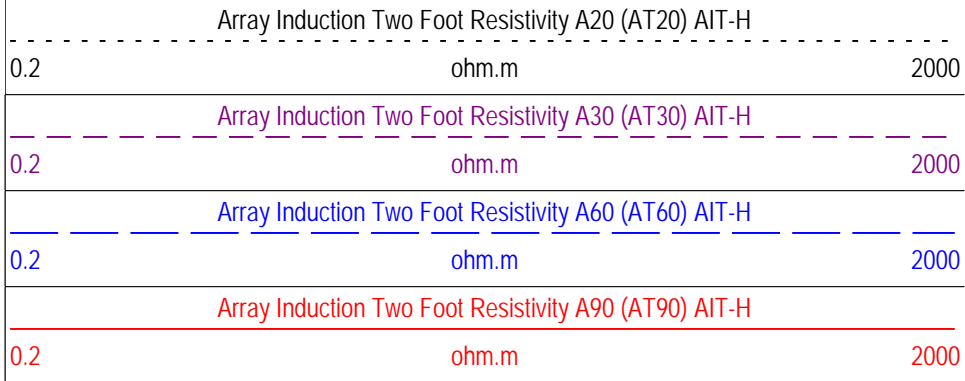 Array Induction Two Foot Resistivity A20 (AT20) AIT-H
0.2 ohm.m 2000
Array Induction Two Foot Resistivity A30 (AT30) AIT-H
0.2 ohm.m 2000
Array Induction Two Foot Resistivity A60 (AT60) AIT-H
0.2 ohm.m 2000
Array Induction Two Foot Resistivity A90 (AT90) AIT-H
0.2 ohm.m 2000